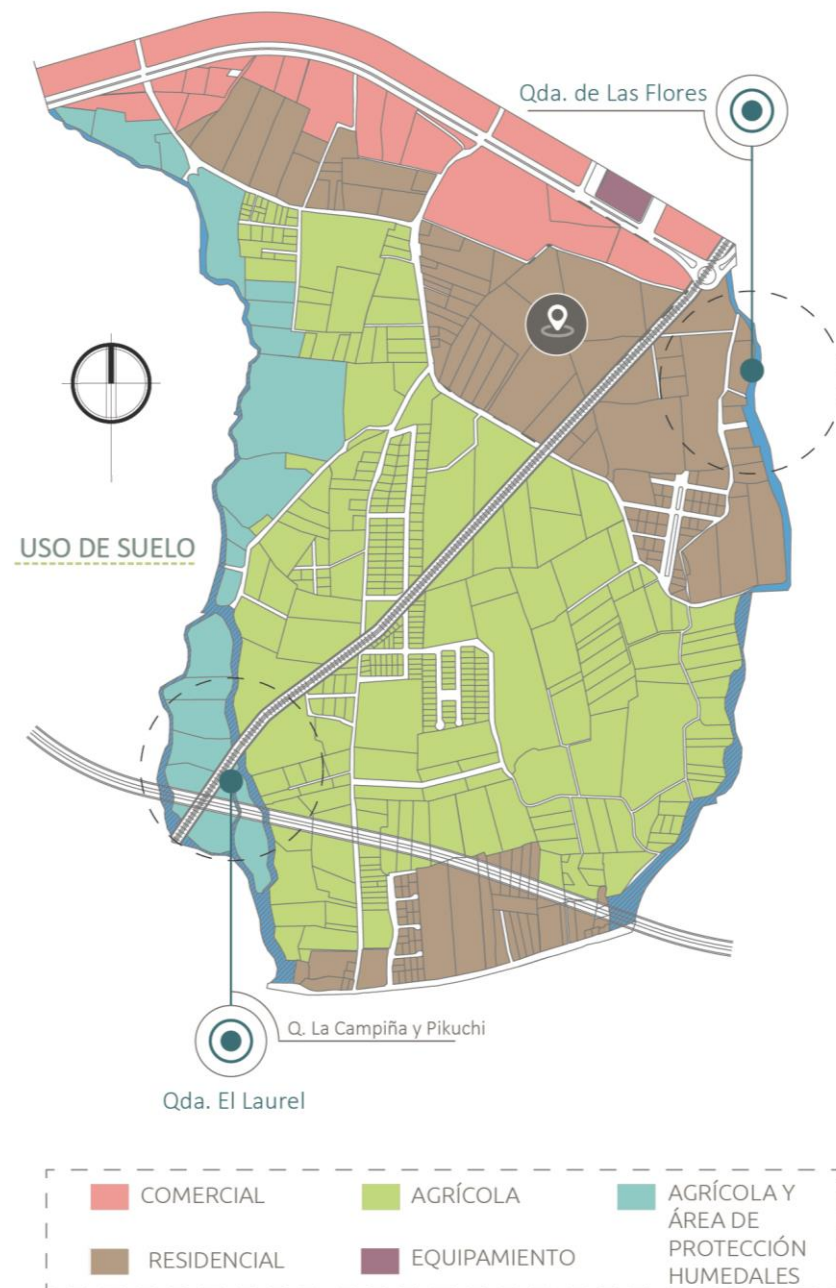 Qda. de Las Flores
USO DE SUELO
Q. La Campiña y Pikuchi
Qda. El Laurel
COMERCIAL
AGRÍCOLA
AGRÍCOLA Y
ÁREA DE
PROTECCIÓN
HUMEDALES
RESIDENCIAL
EQUIPAMIENTO